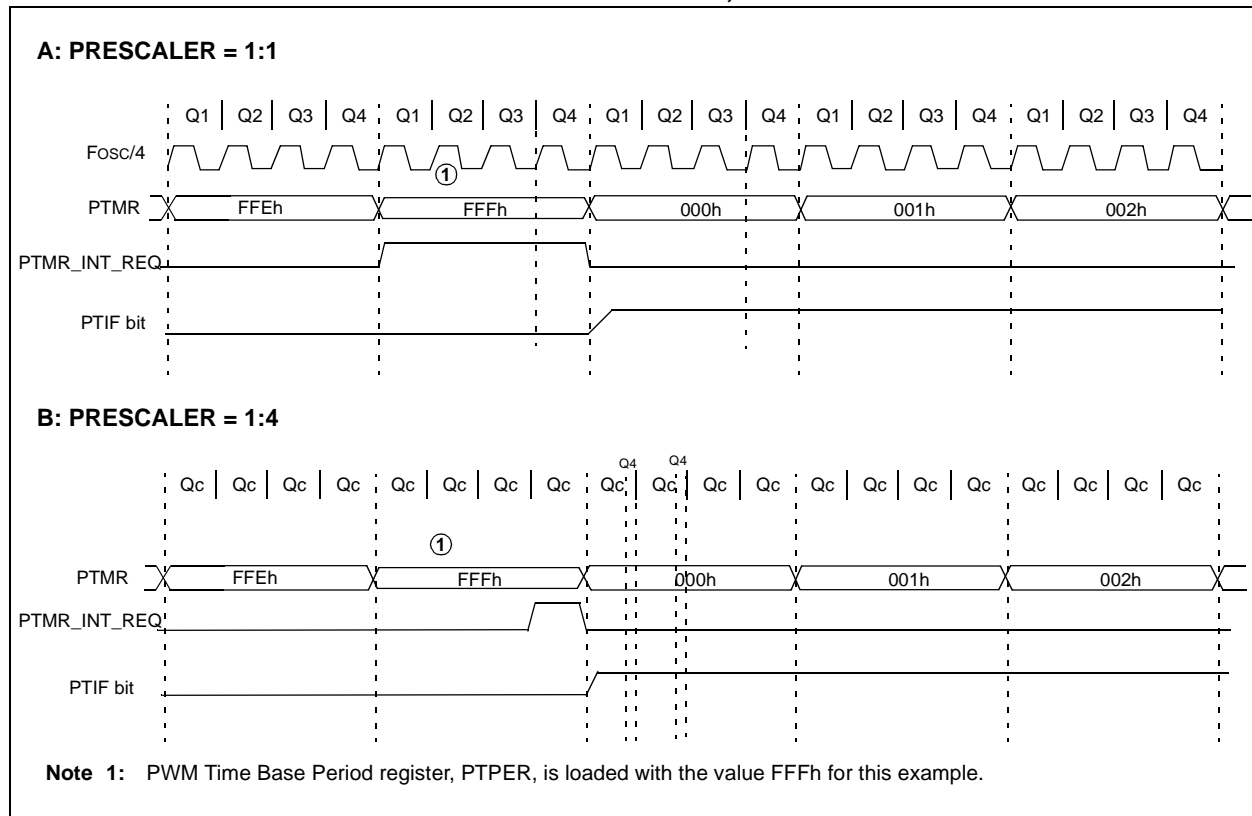 A: PRESCALER = 1:1
Q1 Q2 Q3 Q4 Q1 Q2 Q3 Q4 Q1 Q2 Q3 Q4 Q1 Q2 Q3 Q4 Q1 Q2 Q3 Q4
FOSC/4
1
PTMR FFEh FFFh 000h 001h 002h
PTMR_INT_REQ
PTIF bit
B: PRESCALER = 1:4
Q4 Q4
Qc Qc Qc Qc Qc Qc Qc Qc Qc Qc Qc Qc Qc Qc Qc Qc Qc Qc Qc Qc
1
PTMR FFEh FFFh 000h 001h 002h
PTMR_INT_REQ
PTIF bit
Note 1: PWM Time Base Period register, PTPER, is loaded with the value FFFh for this example.